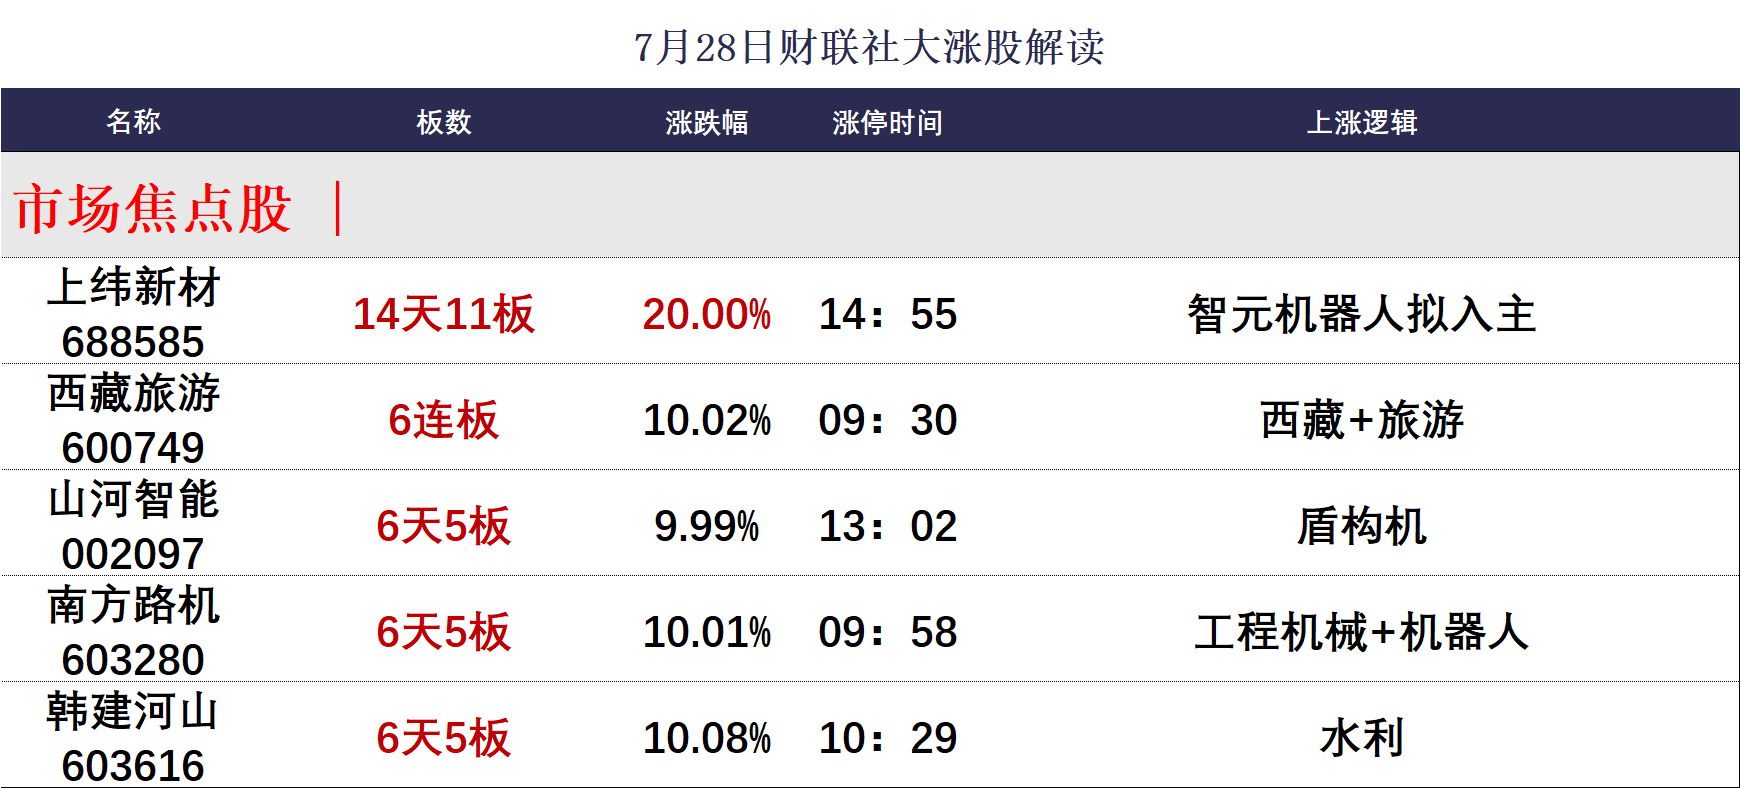 7月28日财联社大涨股解读
名称 板数 涨跌幅 涨停时间 上涨逻辑
市场焦点股 |
上纬新材
688585 14天11板 20.00% 14：55 智元机器人拟入主
西藏旅游
600749 6连板 10.02% 09：30 西藏+旅游
山河智能
002097 6天5板 9.99% 13：02 盾构机
南方路机
603280 6天5板 10.01% 09：58 工程机械+机器人
韩建河山
603616 6天5板 10.08% 10：29 水利